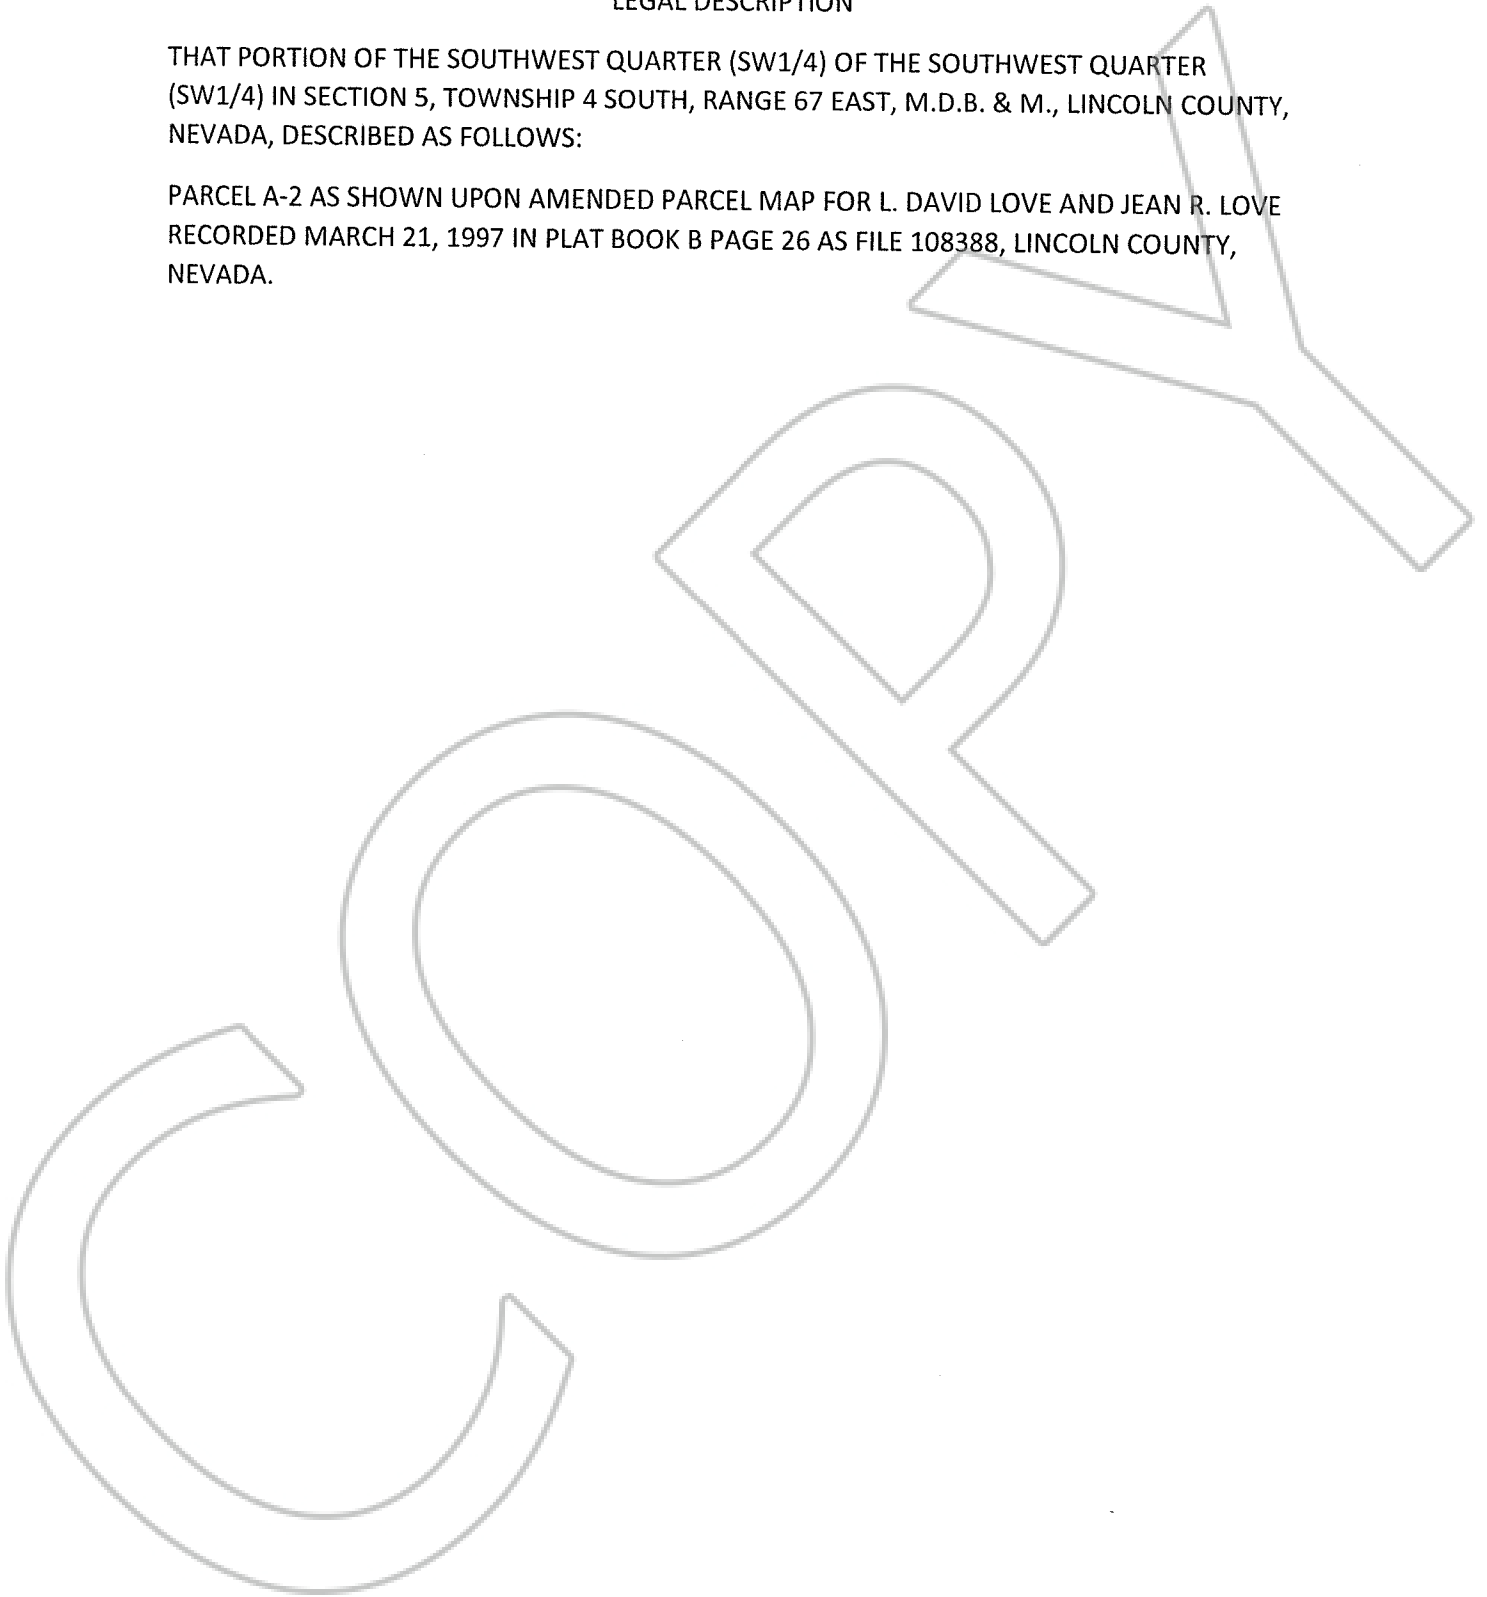 LEGAL DESCRIPTION
THAT PORTION OF THE SOUTHWEST QUARTER (SW1/4) OF THE SOUTHWEST QUARTER
(SW1/4) IN SECTION 5, TOWNSHIP 4 SOUTH, RANGE 67 EAST, M.D.B. & M., LINCOLN COUNTY,
NEVADA, DESCRIBED AS FOLLOWS:
PARCEL A-2 AS SHOWN UPON AMENDED PARCEL MAP FOR L. DAVID LOVE AND JEAN R. LOVE
RECORDED MARCH 21, 1997 IN PLAT BOOK B PAGE 26 AS FILE 108388, LINCOLN COUNTY,
NEVADA.
COPY